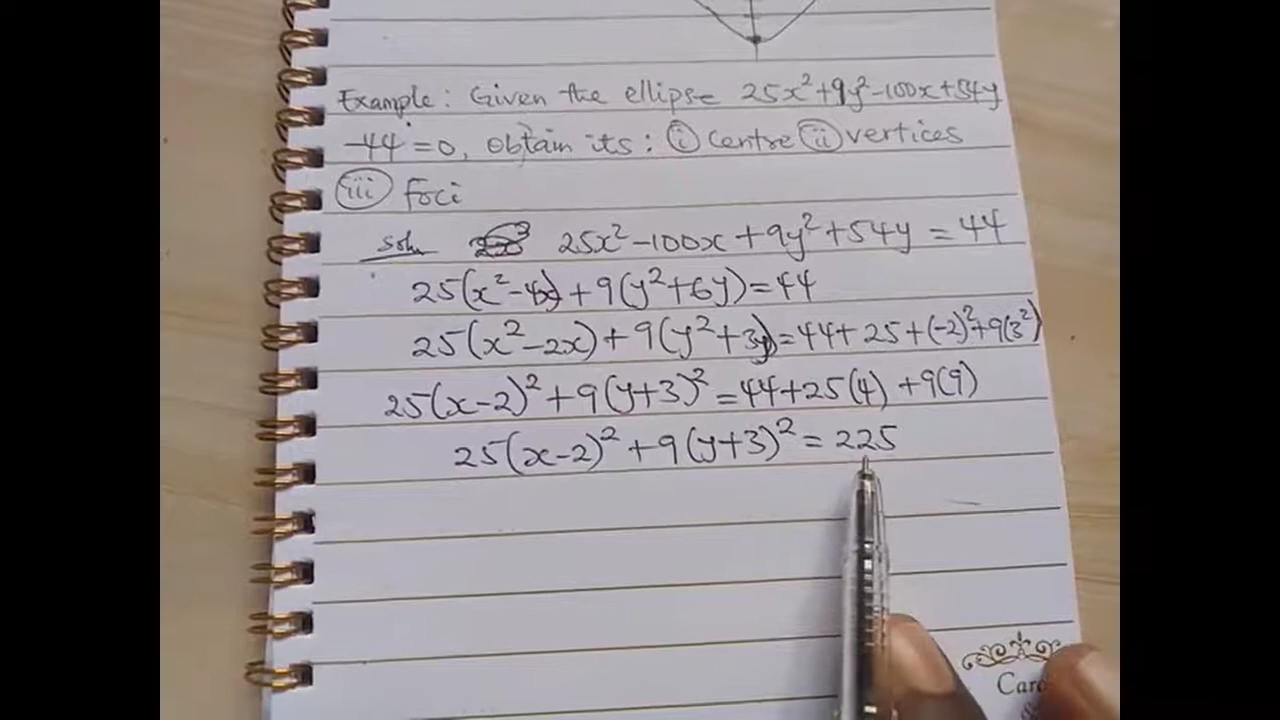 Example: Given the ellipse 25x²+9y²-100x+54y
-44=0, obtain its: (i) Centre (ii) vertices
(iii) Foci
Soln 25x²-100x+9y²+54y=44
25(x²-4x)+9(y²+6y)=44
25(x²-2x)+9(y²+3y)=44+25+(-2)²+9(3²)
25(x-2)²+9(y+3)²=44+25(4)+9(9)
25(x-2)²+9(y+3)²=225